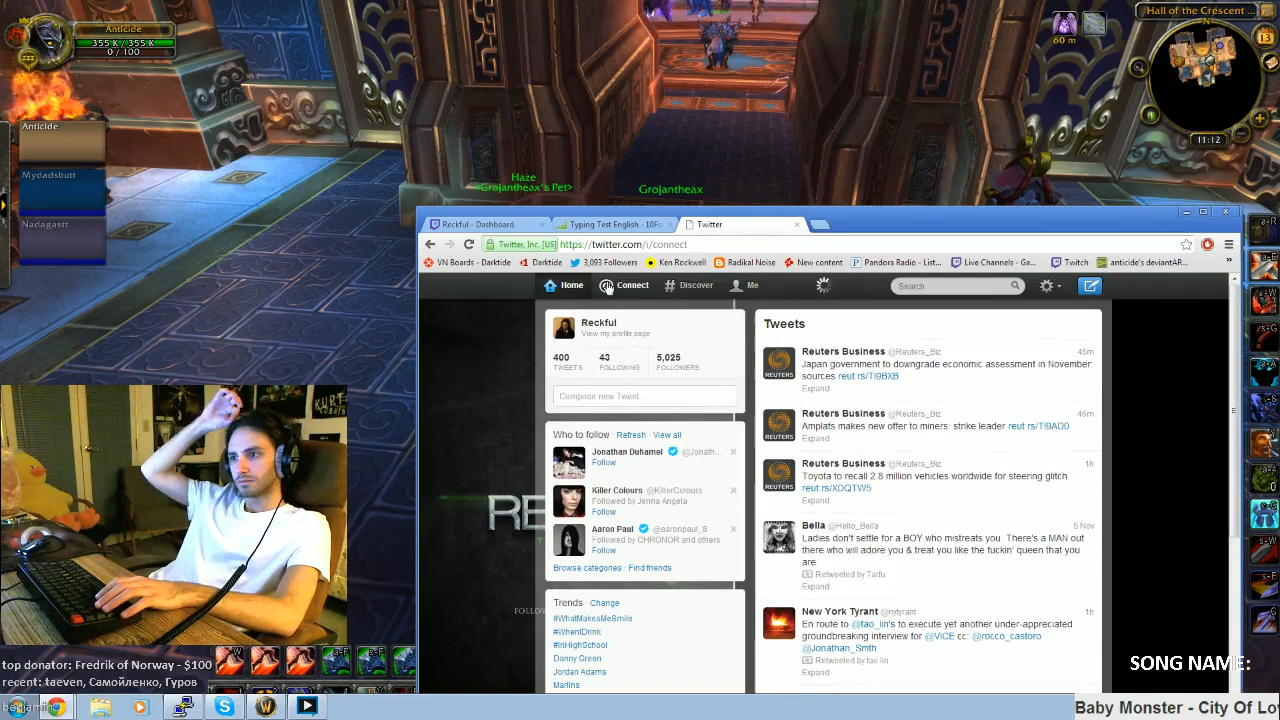 Anticide
355 K / 355 K
0 / 100
Anticide
Mydadsbutt
Nadagastt
Haze
<Grojantheax's Pet>
Grojantheax
60 m
Hall of the Crescent ...
N
13
11:12
Reckful - Dashboard
Typing Test English - 10Fa
Twitter
Twitter, Inc. [US] https://twitter.com/i/connect
VN Boards - Darktide
Darktide
3,093 Followers
Ken Rockwell
Radikal Noise
New content
Pandora Radio - List...
Live Channels - Ga...
Twitch
anticide's deviantAR...
Home
Connect
Discover
Me
Search
Reckful
View my profile page
400
TWEETS
43
FOLLOWING
5,025
FOLLOWERS
Compose new Tweet...
Who to follow · Refresh · View all
Jonathan Duhamel @Jonath...
Follow
Killer Colours @KillerColours
Followed by Jenna Angela
Follow
Aaron Paul @aaronpaul_8
Followed by CHRONOR and others
Follow
Browse categories · Find friends
Trends · Change
#WhatMakesMeSmile
#WhenIDrink
#InHighSchool
Danny Green
Jordan Adams
Marlins
Tweets
Reuters Business @Reuters_Biz 46m
Japan government to downgrade economic assessment in November:
sources reut.rs/TI9BXB
Expand
Reuters Business @Reuters_Biz 46m
Amplats makes new offer to miners: strike leader reut.rs/TI9AD0
Expand
Reuters Business @Reuters_Biz 1h
Toyota to recall 2.8 million vehicles worldwide for steering glitch
reut.rs/XDQTW5
Expand
Bella @Hello_Bella 5 Nov
Ladies don't settle for a BOY who mistreats you. There's a MAN out
there who will adore you & treat you like the fuckin' queen that you
are.
Retweeted by Tarfu
Expand
New York Tyrant @nytyrant 1h
En route to @tao_lin's to execute yet another under-appreciated
groundbreaking interview for @VICE cc: @rocco_castoro
@Jonathan_Smth
Retweeted by tao lin
Expand
RE
FOLLOW
KURT
top donator: Fredrik of Norway - $100
recent: taeven, Самойленко, Гуров
benjamin
SONG NAME:
Baby Monster - City Of Lo